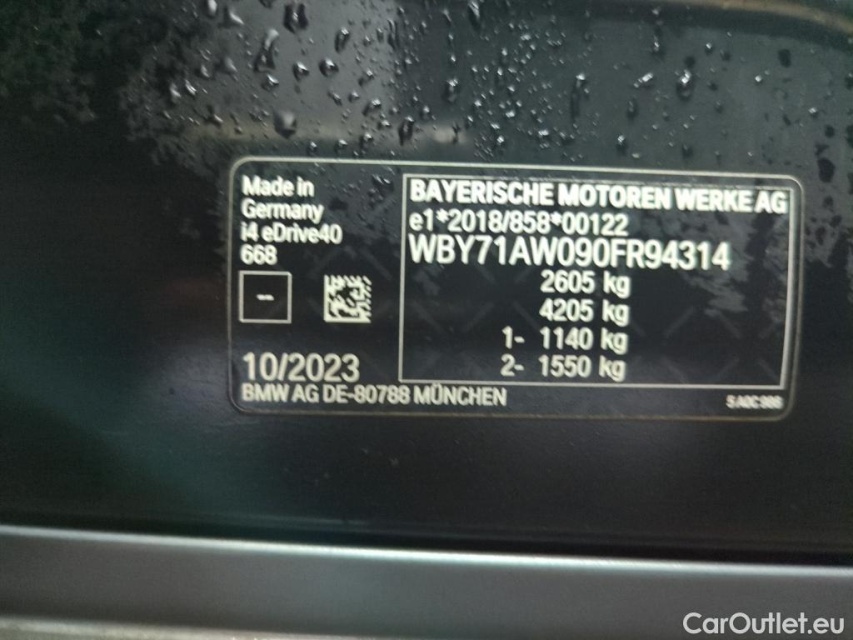 Made in
Germany
i4 eDrive40
668
--
10/2023
BMW AG DE-80788 MÜNCHEN
BAYERISCHE MOTOREN WERKE AG
e1*2018/858*00122
WBY71AW090FR94314
2605 kg
4205 kg
1- 1140 kg
2- 1550 kg
CarOutlet.eu